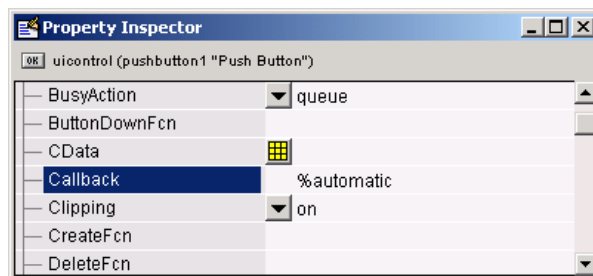 Property Inspector
OK uicontrol (pushbutton1 "Push Button")
BusyAction queue
ButtonDownFcn
CData
Callback %automatic
Clipping on
CreateFcn
DeleteFcn